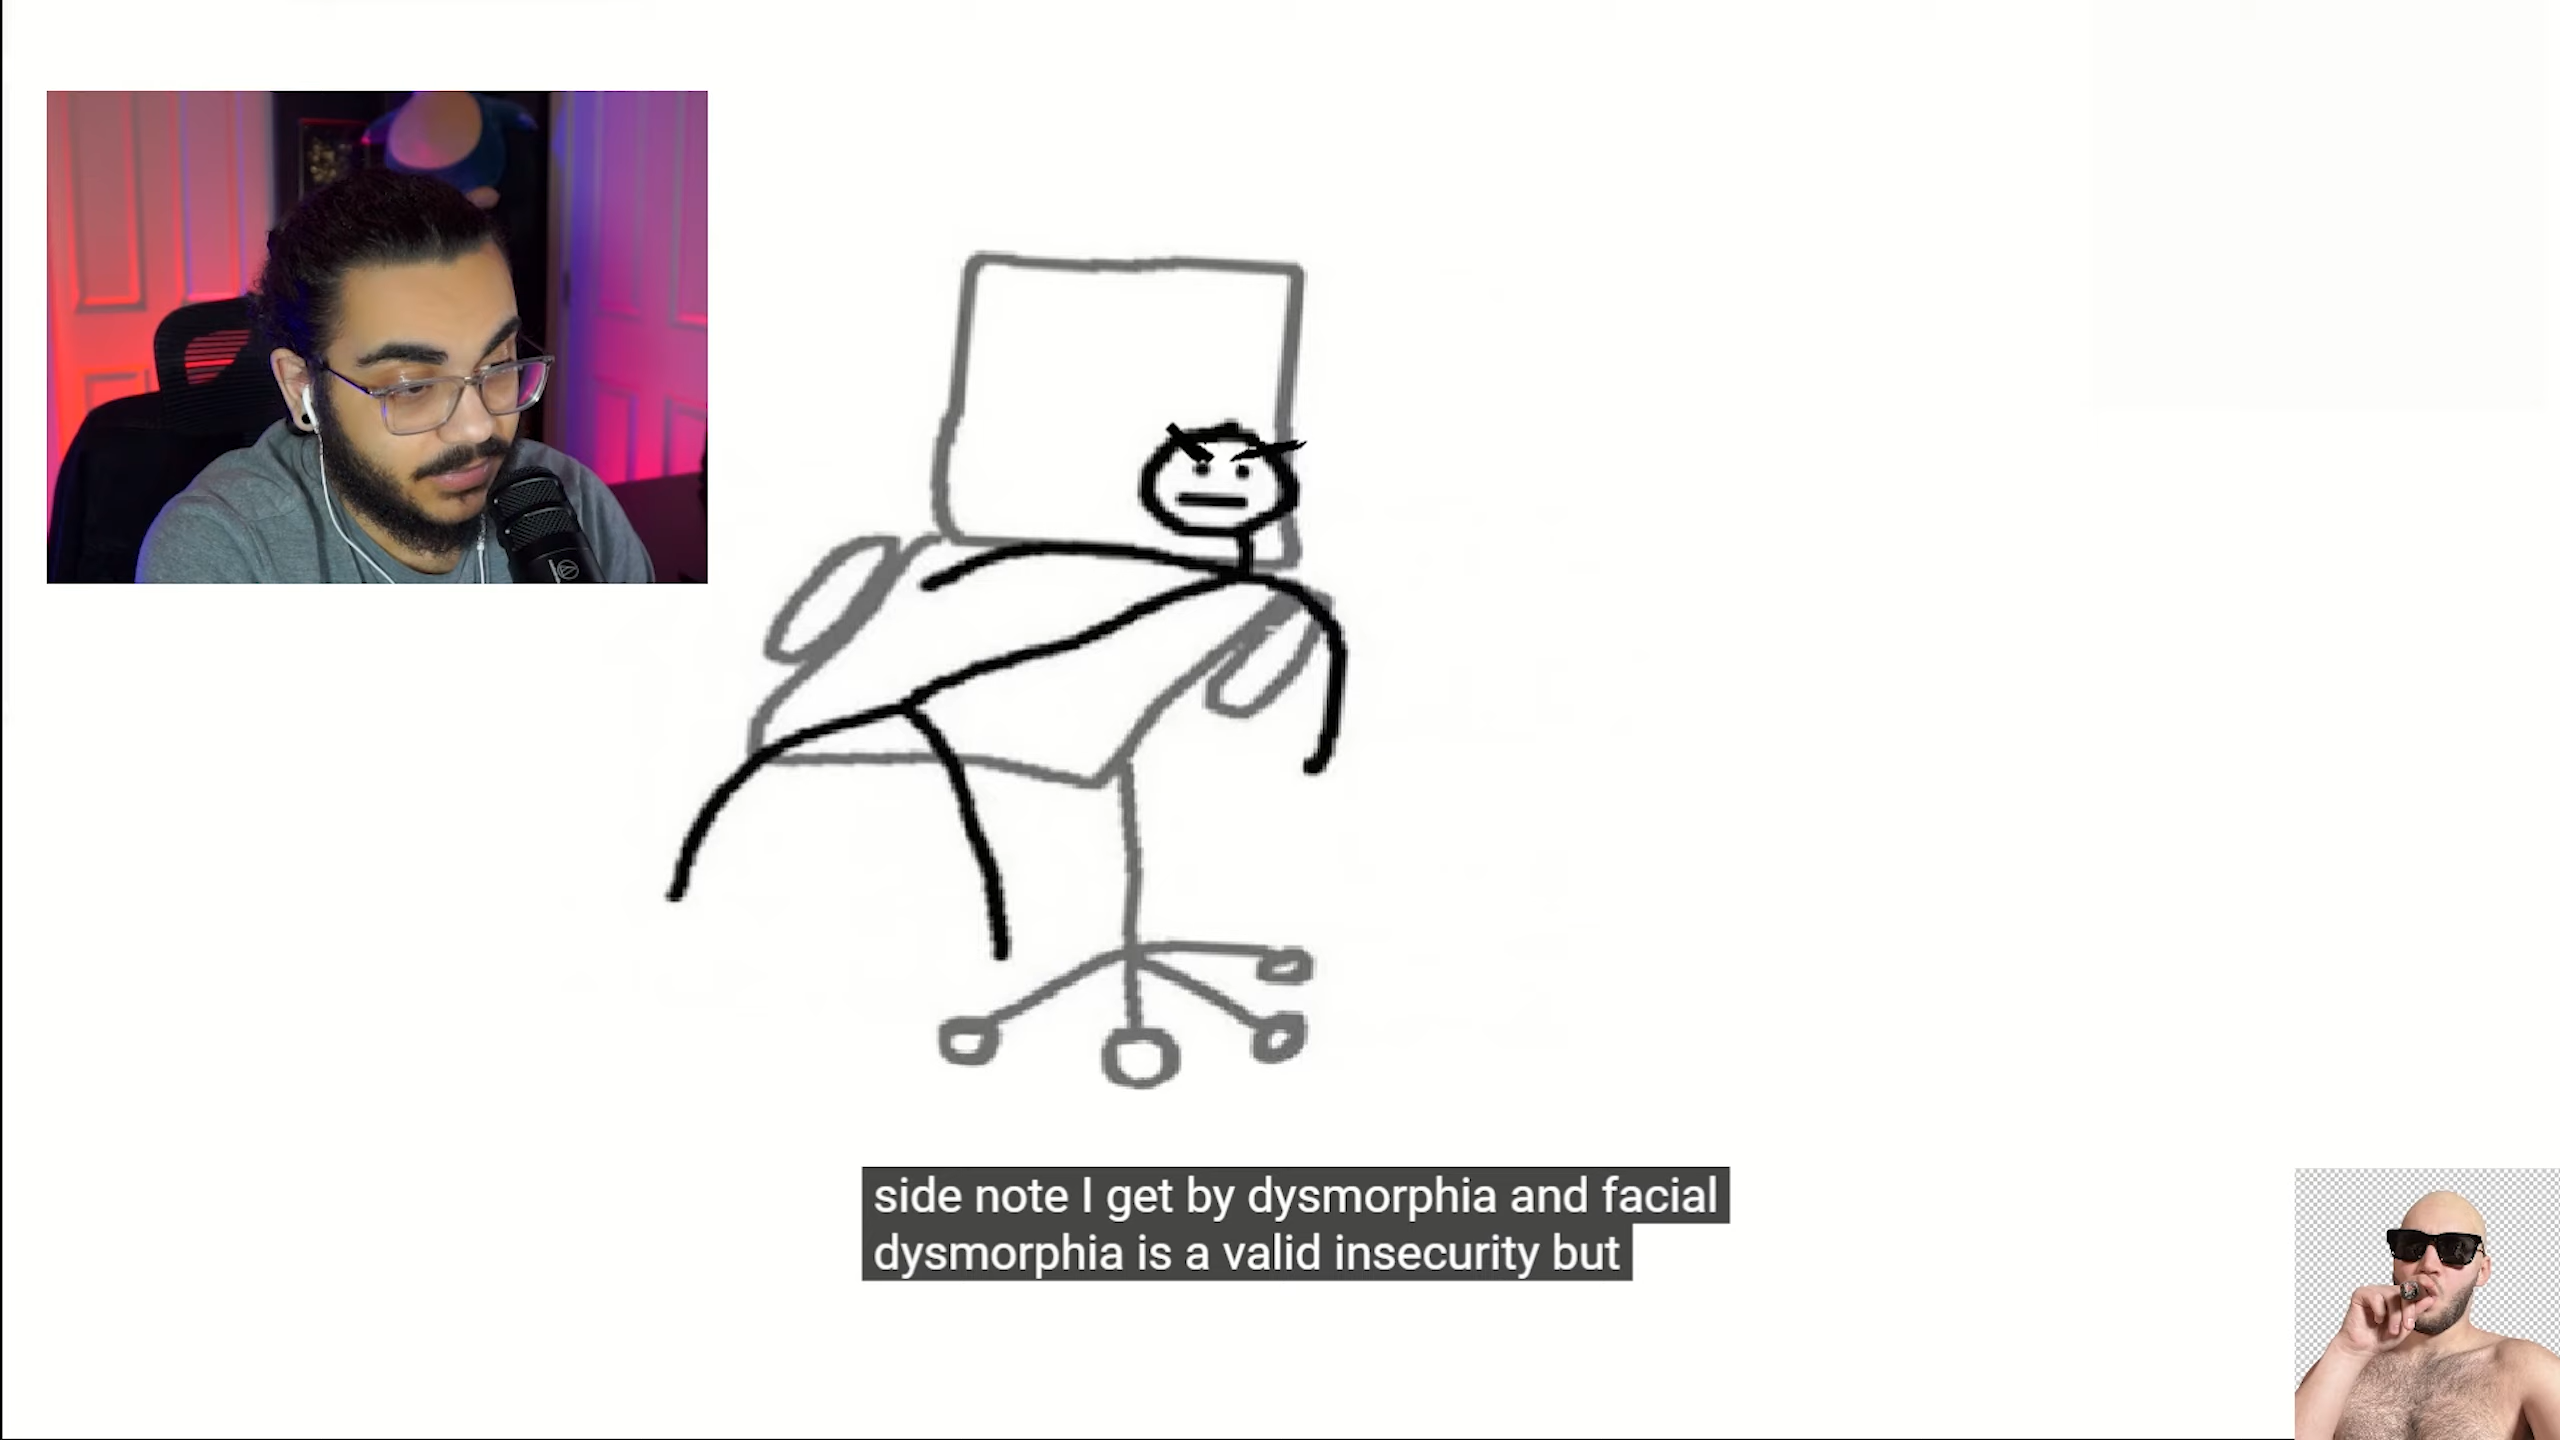 side note I get by dysmorphia and facial
dysmorphia is a valid insecurity but